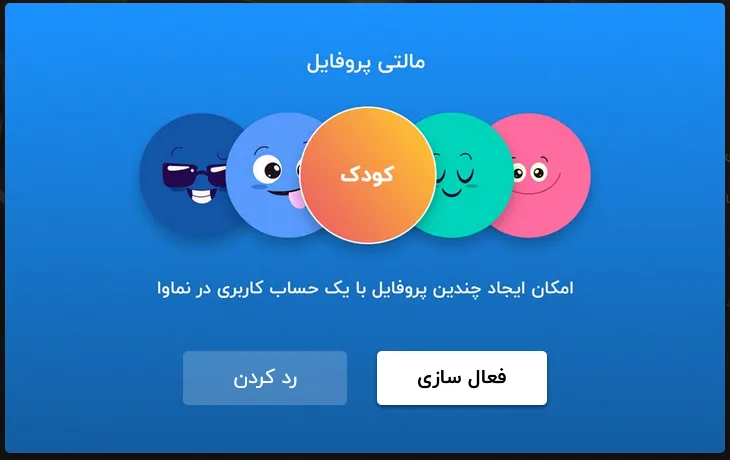 مالتی پروفایل
کودک
امکان ایجاد چندین پروفایل با یک حساب کاربری در نماوا
فعال سازی
رد کردن